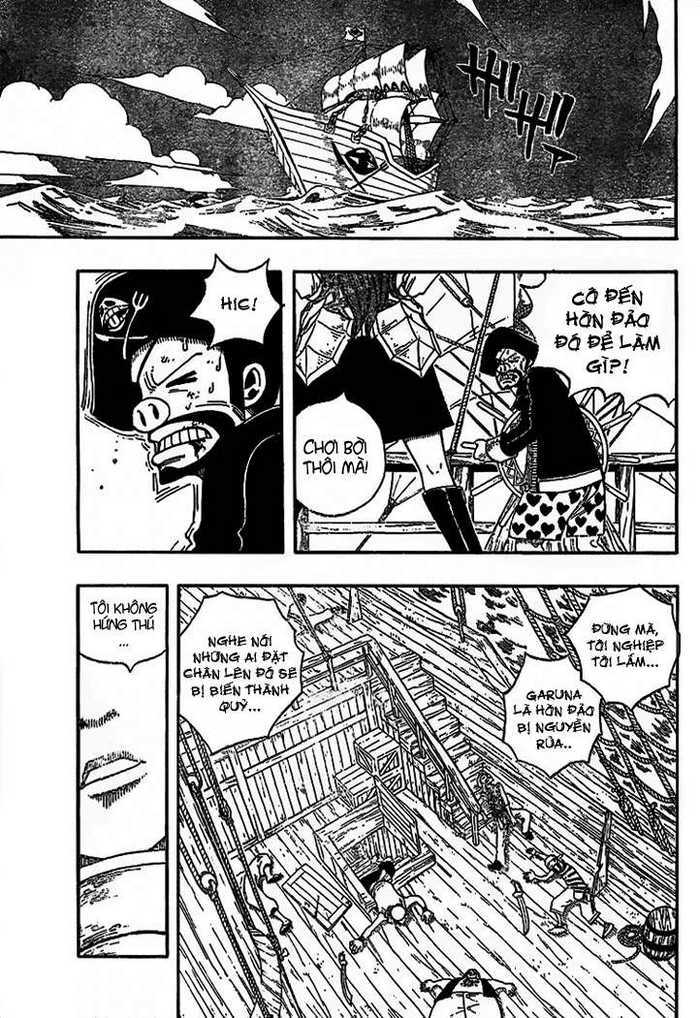 CÔ ĐẾN
HÒN ĐẢO
ĐÓ ĐỂ LÀM
GÌ?!
CHƠI BỜI
THÔI MÀ!
HIC!
ĐỪNG MÀ,
TỘI NGHIỆP
TÔI LẮM...
GARUNA
LÀ HÒN ĐẢO
BỊ NGUYỀN
RỦA..
NGHE NÓI
NHỮNG AI ĐẶT
CHÂN LÊN ĐÓ SẼ
BỊ BIẾN THÀNH
QUỶ...
TÔI KHÔNG
HỨNG THÚ
...